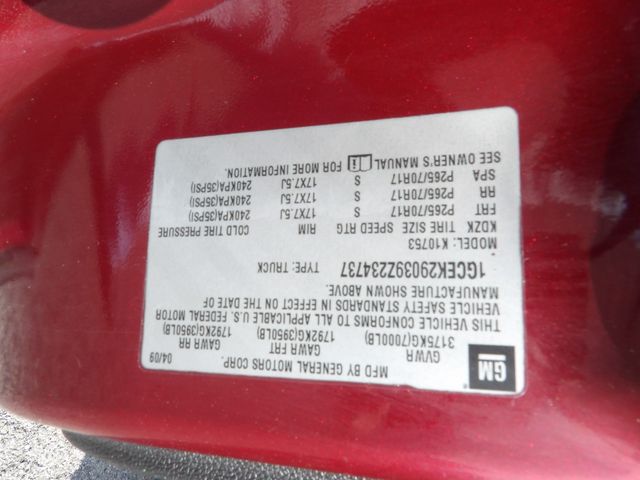 GM
MFD BY GENERAL MOTORS CORP. 04/09
GVWR GAWR FRT GAWR RR
3175KG(7000LB) 1792KG(3950LB) 1792KG(3950LB)
THIS VEHICLE CONFORMS TO ALL APPLICABLE U.S. FEDERAL MOTOR
VEHICLE SAFETY STANDARDS IN EFFECT ON THE DATE OF
MANUFACTURE SHOWN ABOVE.
1GCEK29039Z234737 TYPE: TRUCK
MODEL: K10753
KDZK TIRE SIZE SPEED RTG RIM COLD TIRE PRESSURE
FRT P265/70R17 S 17X7.5J 240KPA(35PSI)
RR P265/70R17 S 17X7.5J 240KPA(35PSI)
SPA P265/70R17 S 17X7.5J 240KPA(35PSI)
SEE OWNER'S MANUAL FOR MORE INFORMATION.